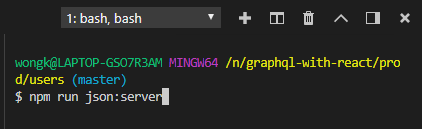 1: bash, bash
wongk@LAPTOP-GSO7R3AM MINGW64 /n/graphql-with-react/pro
d/users (master)
$ npm run json:server